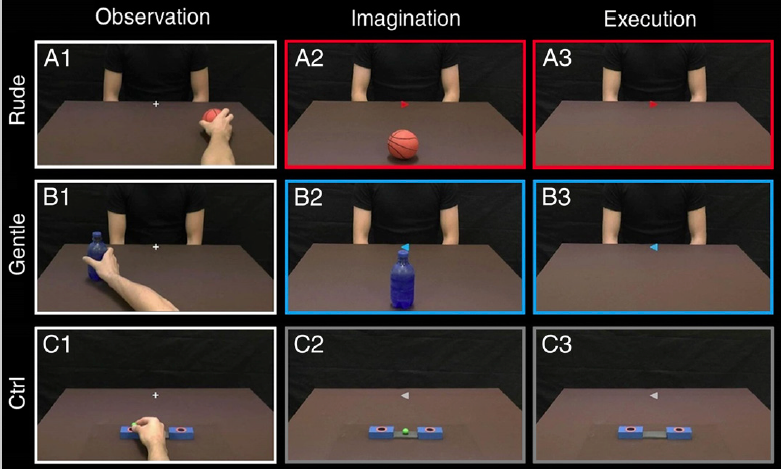 Observation Imagination Execution
Rude A1 A2 A3
Gentle B1 B2 B3
Ctrl C1 C2 C3